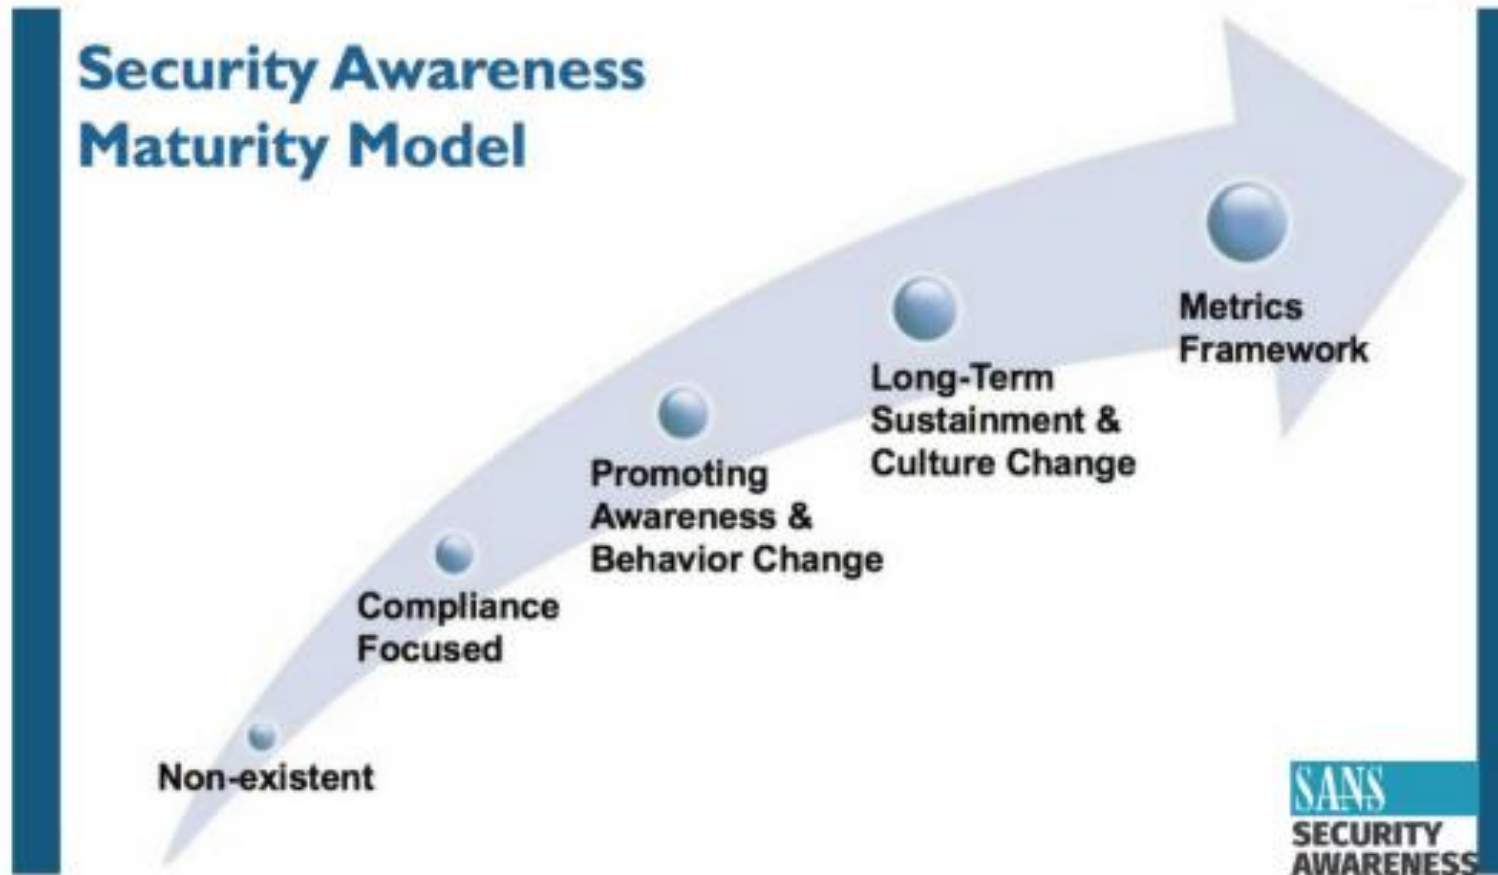 Security Awareness
Maturity Model
Non-existent
Compliance
Focused
Promoting
Awareness &
Behavior Change
Long-Term
Sustainment &
Culture Change
Metrics
Framework
SANS
SECURITY
AWARENESS